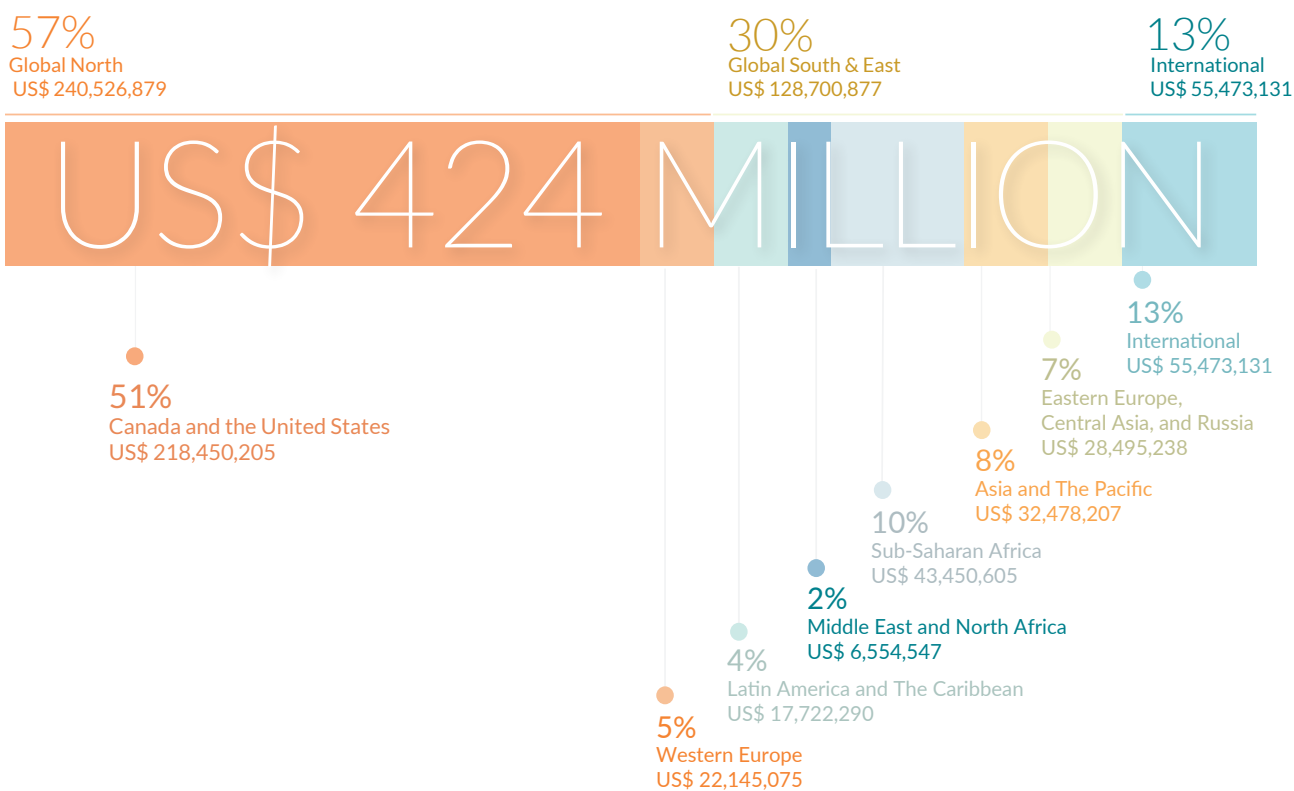 57%
Global North
US$ 240,526,879
30%
Global South & East
US$ 128,700,877
13%
International
US$ 55,473,131
US$ 424 MILLION
51%
Canada and the United States
US$ 218,450,205
5%
Western Europe
US$ 22,145,075
4%
Latin America and The Caribbean
US$ 17,722,290
2%
Middle East and North Africa
US$ 6,554,547
10%
Sub-Saharan Africa
US$ 43,450,605
8%
Asia and The Pacific
US$ 32,478,207
7%
Eastern Europe,
Central Asia, and Russia
US$ 28,495,238
13%
International
US$ 55,473,131